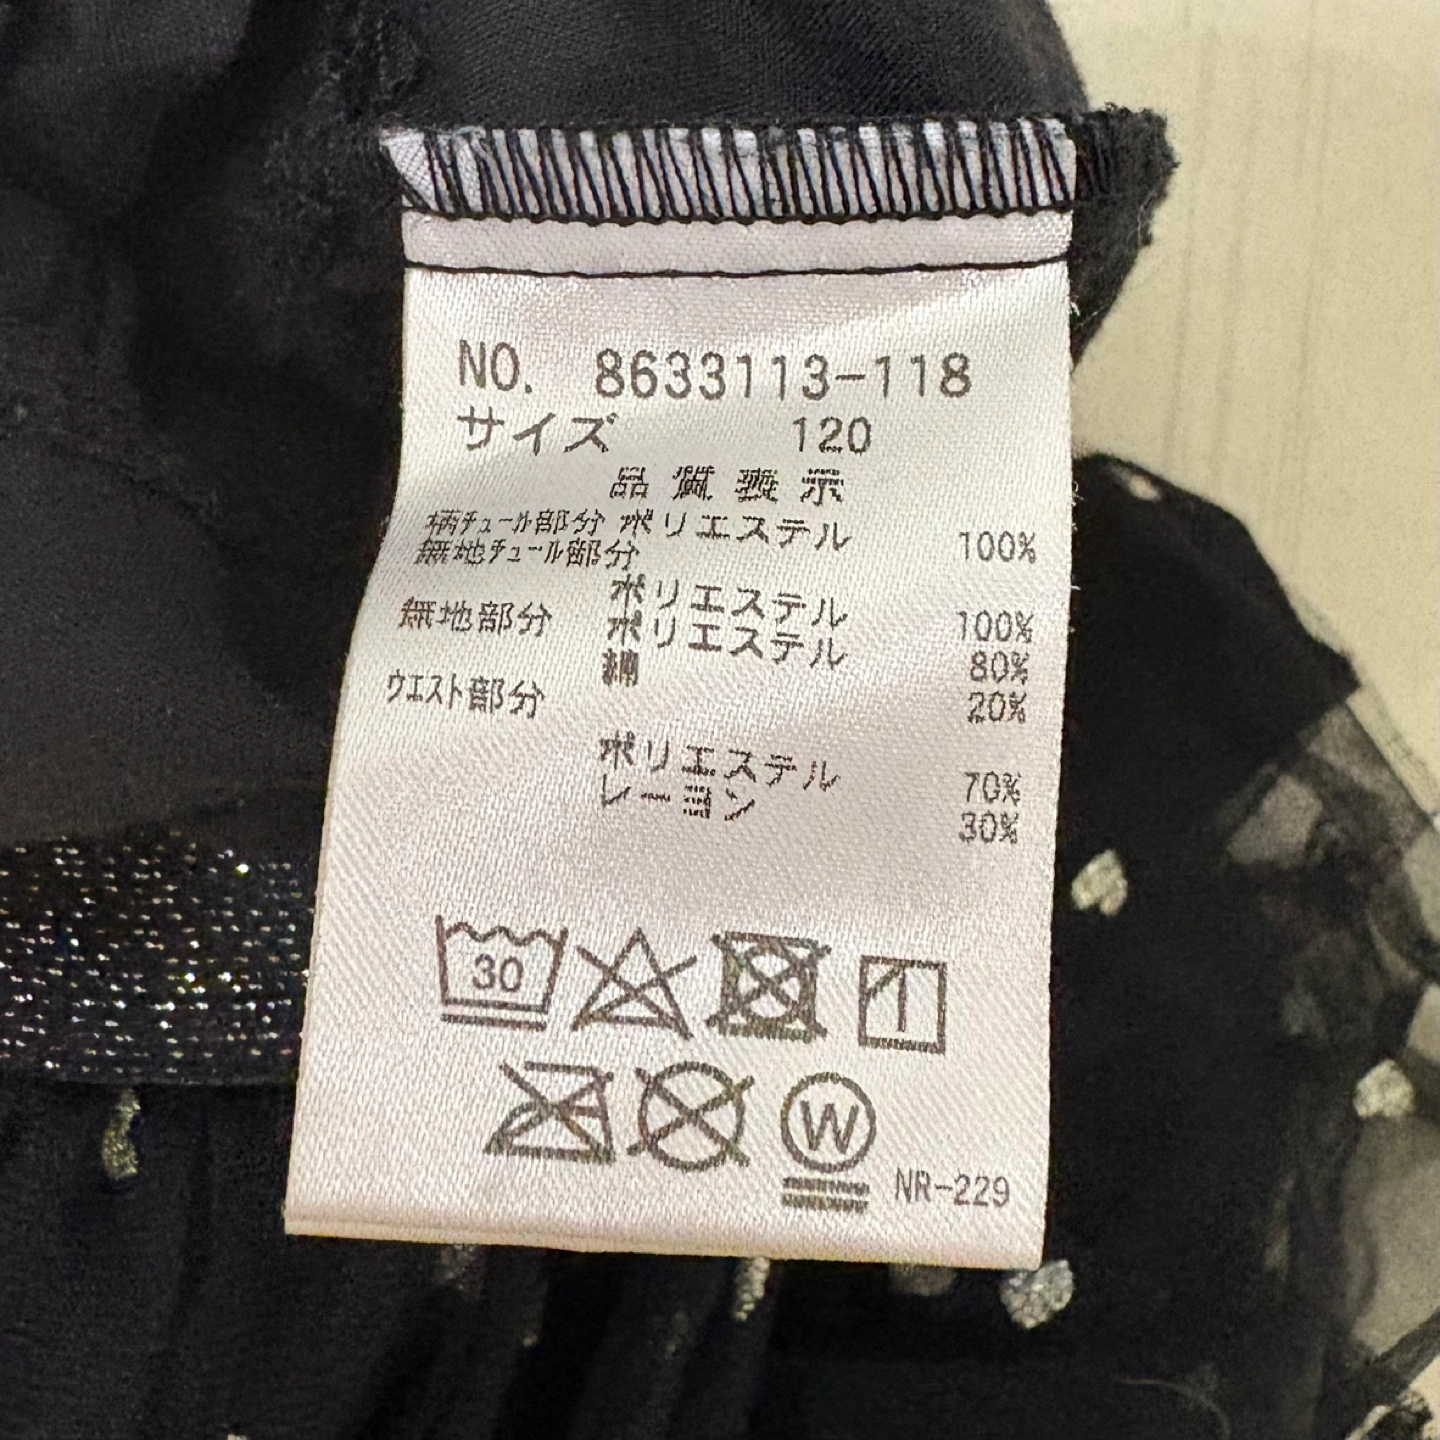 NO. 8633113-118
サイズ 120
品質表示
柄チュール部分 ポリエステル 100%
無地チュール部分
ポリエステル 100%
無地部分 ポリエステル 80%
綿 20%
ウエスト部分
ポリエステル 70%
レーヨン 30%
30
W
NR-229